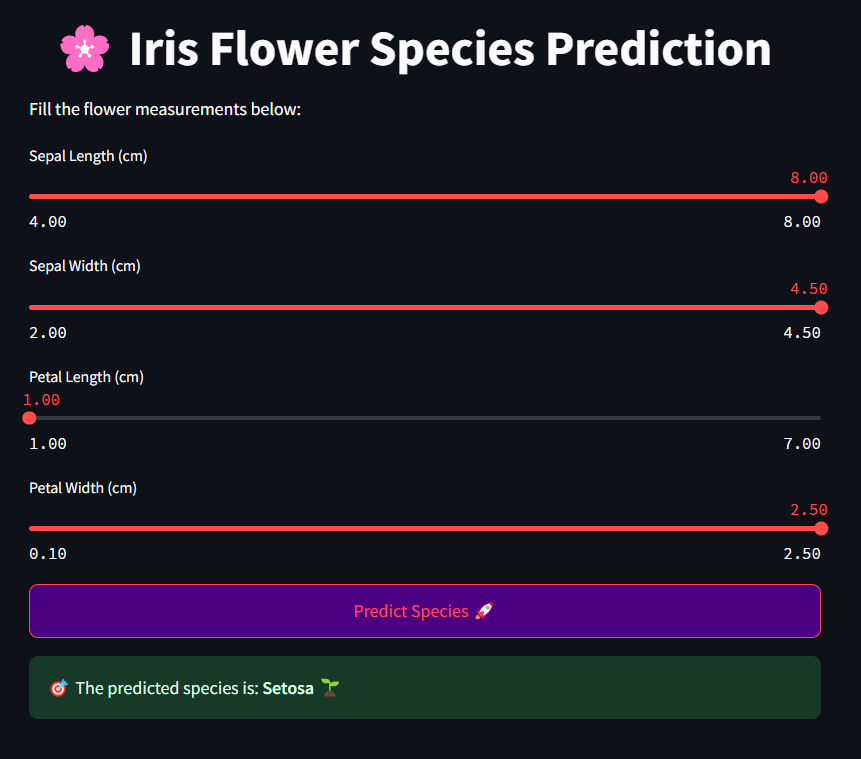 🌸 Iris Flower Species Prediction
Fill the flower measurements below:
Sepal Length (cm)
8.00
4.00 8.00
Sepal Width (cm)
4.50
2.00 4.50
Petal Length (cm)
1.00
1.00 7.00
Petal Width (cm)
2.50
0.10 2.50
Predict Species 🚀
🎯 The predicted species is: Setosa 🌱